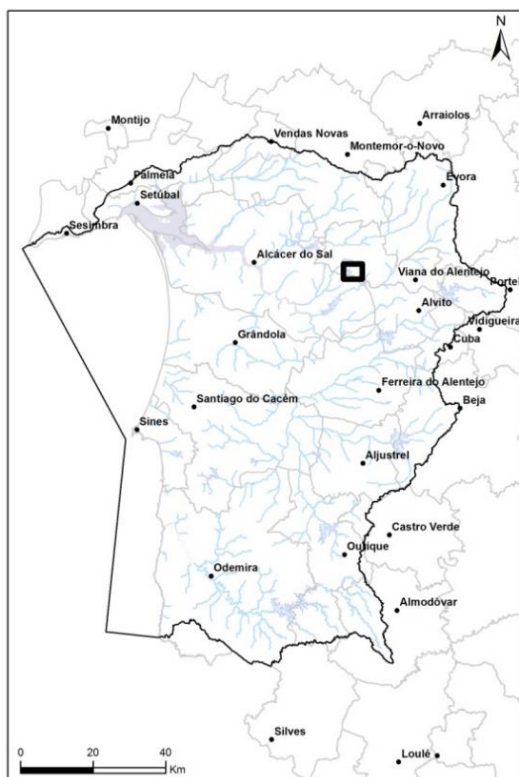 N
Arraiolos
Montijo
Vendas Novas
Montemor-o-Novo
Palmela
Évora
Setúbal
Sesimbra
Alcácer do Sal
Viana do Alentejo
Portel
Alvito
Vidigueira
Grândola
Cuba
Ferreira do Alentejo
Santiago do Cacém
Beja
Sines
Aljustrel
Castro Verde
Ourique
Odemira
Almodôvar
Silves
Loulé
0 20 40
Km